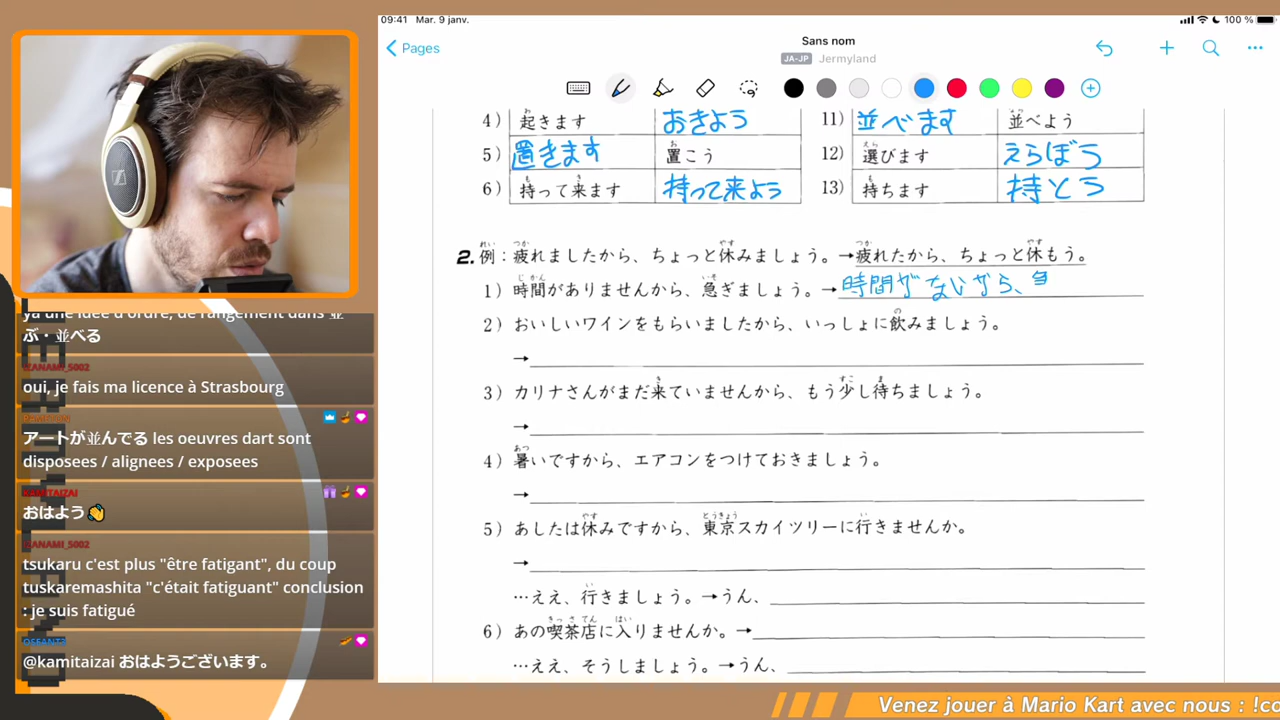 09:41 Mar. 9 janv.
100 %
Pages
Sans nom
JA-JP Jermyland
4) 起きます おきよう 11) 並べます 並べよう
5) 置きます 置こう 12) 選びます えらぼう
6) 持って来ます 持って来よう 13) 持ちます 持とう
2. 例：疲れましたから、ちょっと休みましょう。→疲れたから、ちょっと休もう。
1) 時間がありませんから、急ぎましょう。→ 時間がないから、
2) おいしいワインをもらいましたから、いっしょに飲みましょう。
→
3) カリナさんがまだ来ていませんから、もう少し待ちましょう。
→
4) 暑いですから、エアコンをつけておきましょう。
→
5) あしたは休みですから、東京スカイツリーに行きませんか。
→
…ええ、行きましょう。→うん、
6) あの喫茶店に入りませんか。→
…ええ、そうしましょう。→うん、
ya une idée d'ordre, de rangement dans 並
ぶ・並べる
oui, je fais ma licence à Strasbourg
アートが並んでる les oeuvres dart sont
disposees / alignees / exposees
KAMITAIZAI
おはよう
tsukaru c'est plus "être fatigant", du coup
tuskaremashita "c'était fatiguant" conclusion
: je suis fatigué
@kamitaizai おはようございます。
Venez jouer à Mario Kart avec nous : !co